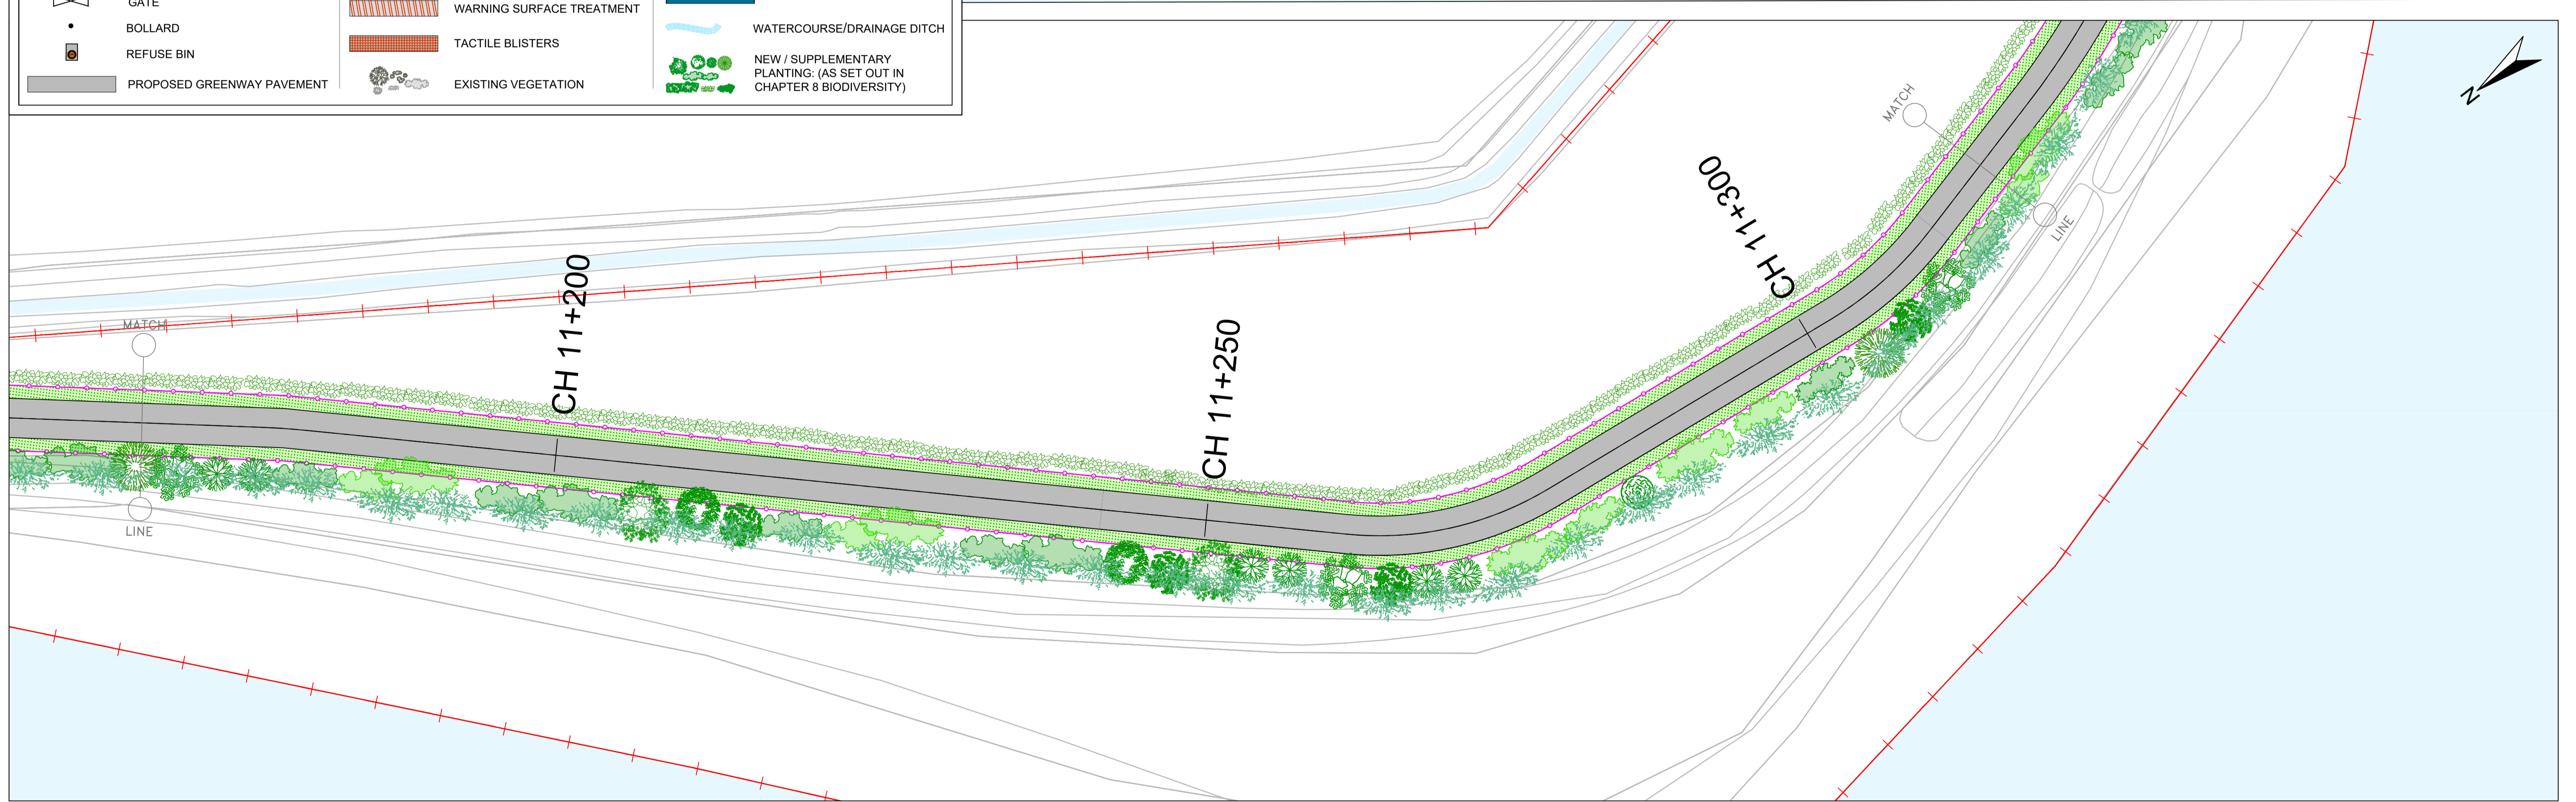 GATE
BOLLARD
REFUSE BIN
PROPOSED GREENWAY PAVEMENT
WARNING SURFACE TREATMENT
TACTILE BLISTERS
EXISTING VEGETATION
WATERCOURSE/DRAINAGE DITCH
NEW / SUPPLEMENTARY
PLANTING: (AS SET OUT IN
CHAPTER 8 BIODIVERSITY)
N
MATCH
LINE
CH 11+200
CH 11+250
CH 11+300
MATCH
LINE